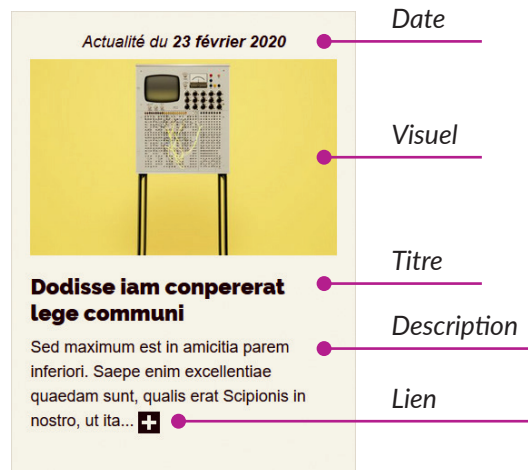 Date
Actualité du 23 février 2020
Visuel
Titre
Dodisse iam conpererat
lege communi
Description
Sed maximum est in amicitia parem
inferiori. Saepe enim excellentiae
quaedam sunt, qualis erat Scipionis in
nostro, ut ita...
Lien